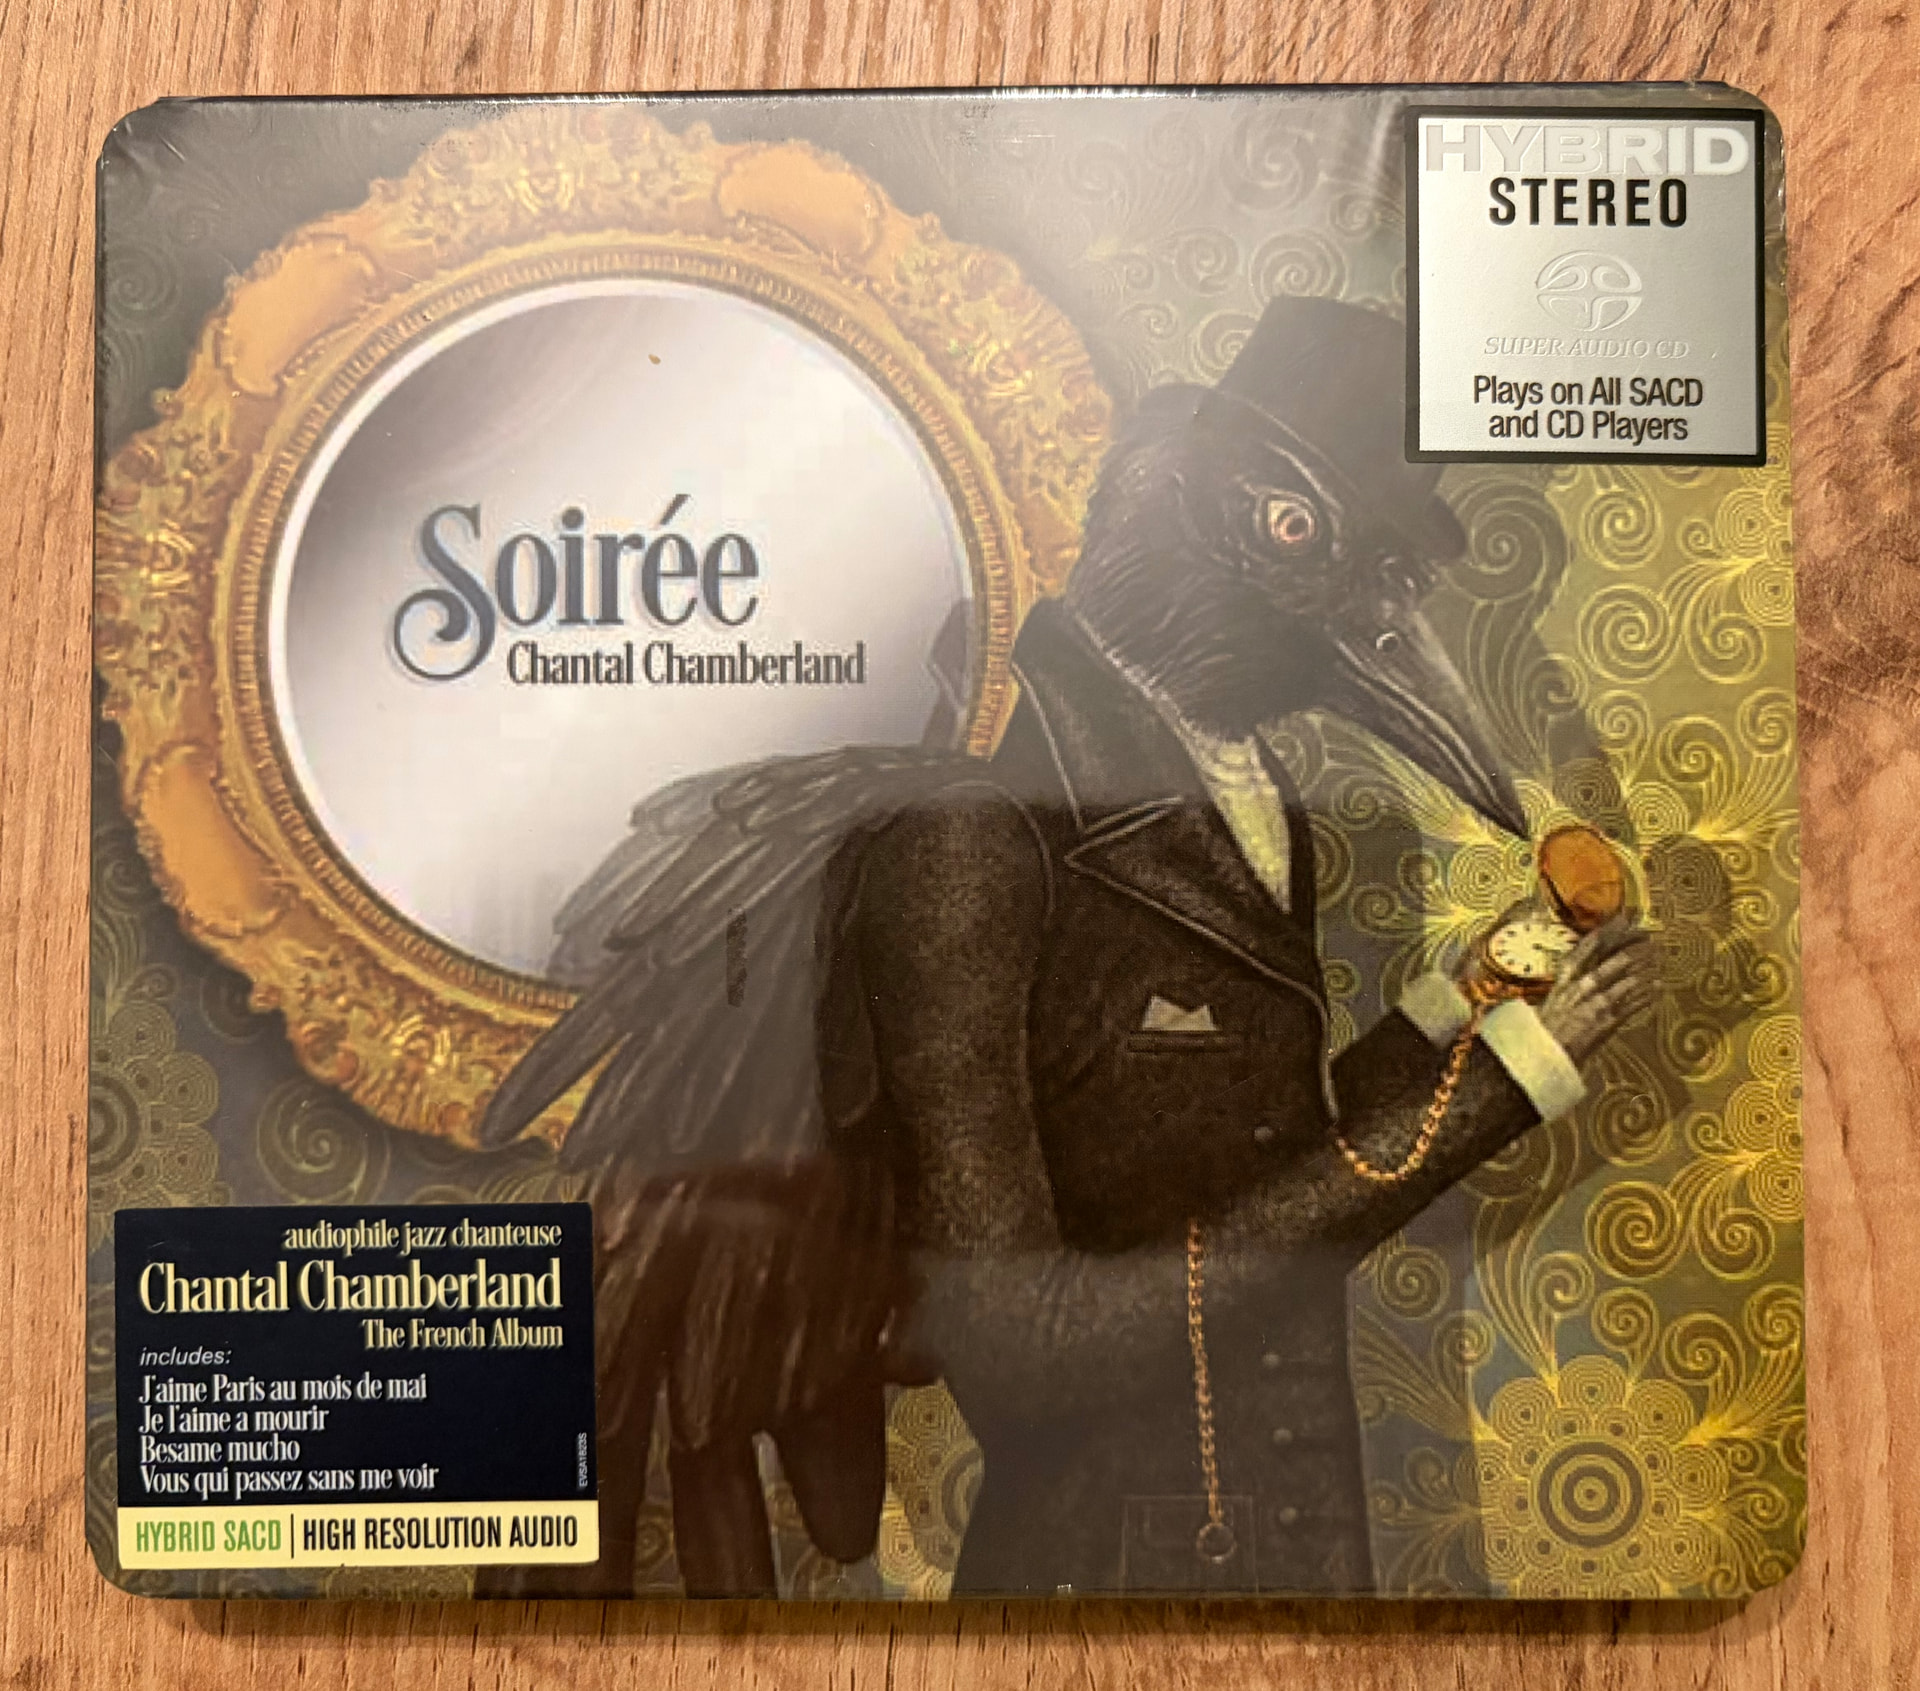 HYBRID
STEREO
SUPER AUDIO CD
Plays on All SACD
and CD Players
Soirée
Chantal Chamberland
audiophile jazz chanteuse
Chantal Chamberland
The French Album
includes:
J'aime Paris au mois de mai
Je l'aime a mourir
Besame mucho
Vous qui passez sans me voir
EVSA1823S
HYBRID SACD | HIGH RESOLUTION AUDIO